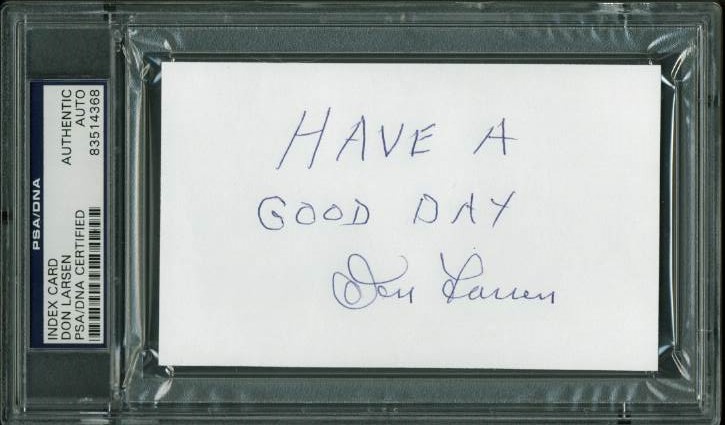 HAVE A
GOOD DAY
Don Larsen
PSA/DNA
INDEX CARD
DON LARSEN
PSA/DNA CERTIFIED
AUTHENTIC
AUTO
83514368